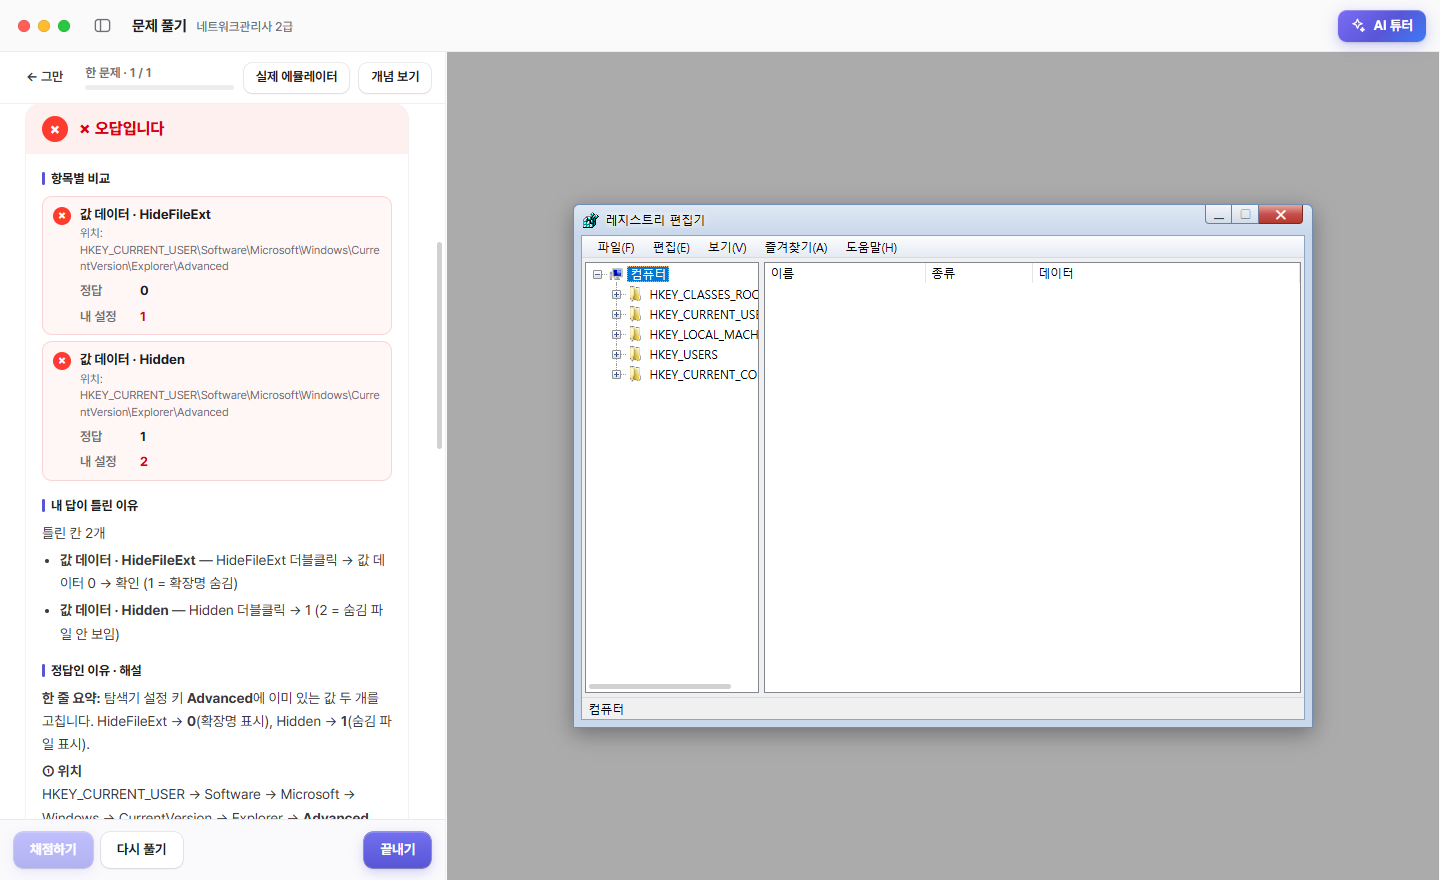 문제 풀기 네트워크관리사 2급
AI 튜터
← 그만
한 문제 · 1 / 1
실제 에뮬레이터
개념 보기
× 오답입니다
항목별 비교
값 데이터 · HideFileExt
위치:
HKEY_CURRENT_USER\Software\Microsoft\Windows\Curre
ntVersion\Explorer\Advanced
정답 0
내 설정 1
값 데이터 · Hidden
위치:
HKEY_CURRENT_USER\Software\Microsoft\Windows\Curre
ntVersion\Explorer\Advanced
정답 1
내 설정 2
내 답이 틀린 이유
틀린 칸 2개
• 값 데이터 · HideFileExt — HideFileExt 더블클릭 → 값 데
이터 0 → 확인 (1 = 확장명 숨김)
• 값 데이터 · Hidden — Hidden 더블클릭 → 1 (2 = 숨김 파
일 안 보임)
정답인 이유 · 해설
한 줄 요약: 탐색기 설정 키 Advanced에 이미 있는 값 두 개를
고칩니다. HideFileExt → 0(확장명 표시), Hidden → 1(숨김 파
일 표시).
① 위치
HKEY_CURRENT_USER → Software → Microsoft →
Windows → CurrentVersion → Explorer → Advanced
채점하기
다시 풀기
끝내기
레지스트리 편집기
파일(F) 편집(E) 보기(V) 즐겨찾기(A) 도움말(H)
컴퓨터
HKEY_CLASSES_ROO
HKEY_CURRENT_USE
HKEY_LOCAL_MACH
HKEY_USERS
HKEY_CURRENT_CO
이름 종류 데이터
컴퓨터